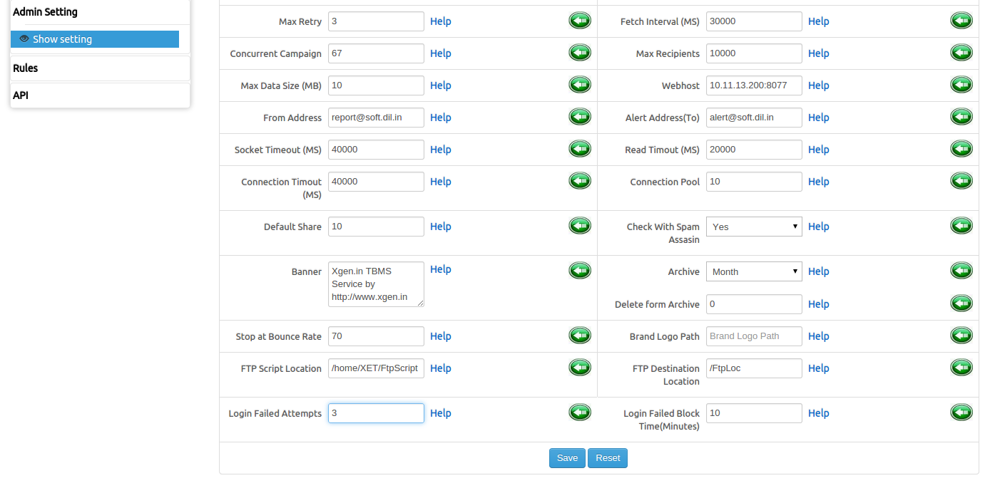 Admin Setting
Show setting
Rules
API
Max Retry 3 Help Fetch Interval (MS) 30000 Help
Concurrent Campaign 67 Help Max Recipients 10000 Help
Max Data Size (MB) 10 Help Webhost 10.11.13.200:8077 Help
From Address report@soft.dil.in Help Alert Address(To) alert@soft.dil.in Help
Socket Timeout (MS) 40000 Help Read Timout (MS) 20000 Help
Connection Timout 40000 Help Connection Pool 10 Help
(MS)
Default Share 10 Help Check With Spam Yes Help
Assasin
Banner Xgen.in TBMS Help Archive Month Help
Service by
http://www.xgen.in
Delete form Archive 0 Help
Stop at Bounce Rate 70 Help Brand Logo Path Brand Logo Path Help
FTP Script Location /home/XET/FtpScript Help FTP Destination /FtpLoc Help
Location
Login Failed Attempts 3 Help Login Failed Block 10 Help
Time(Minutes)
Save Reset